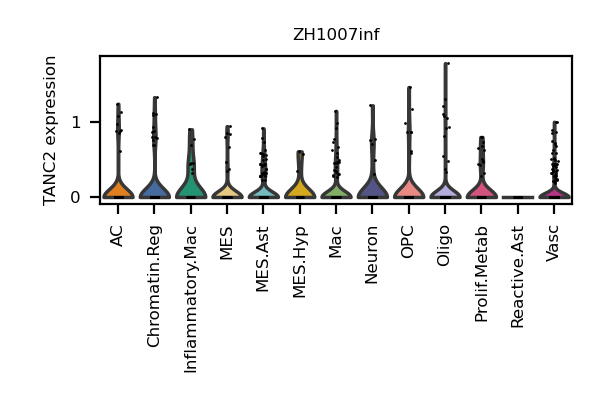 ZH1007inf
TANC2 expression
1
0
AC
Chromatin.Reg
Inflammatory.Mac
MES
MES.Ast
MES.Hyp
Mac
Neuron
OPC
Oligo
Prolif.Metab
Reactive.Ast
Vasc